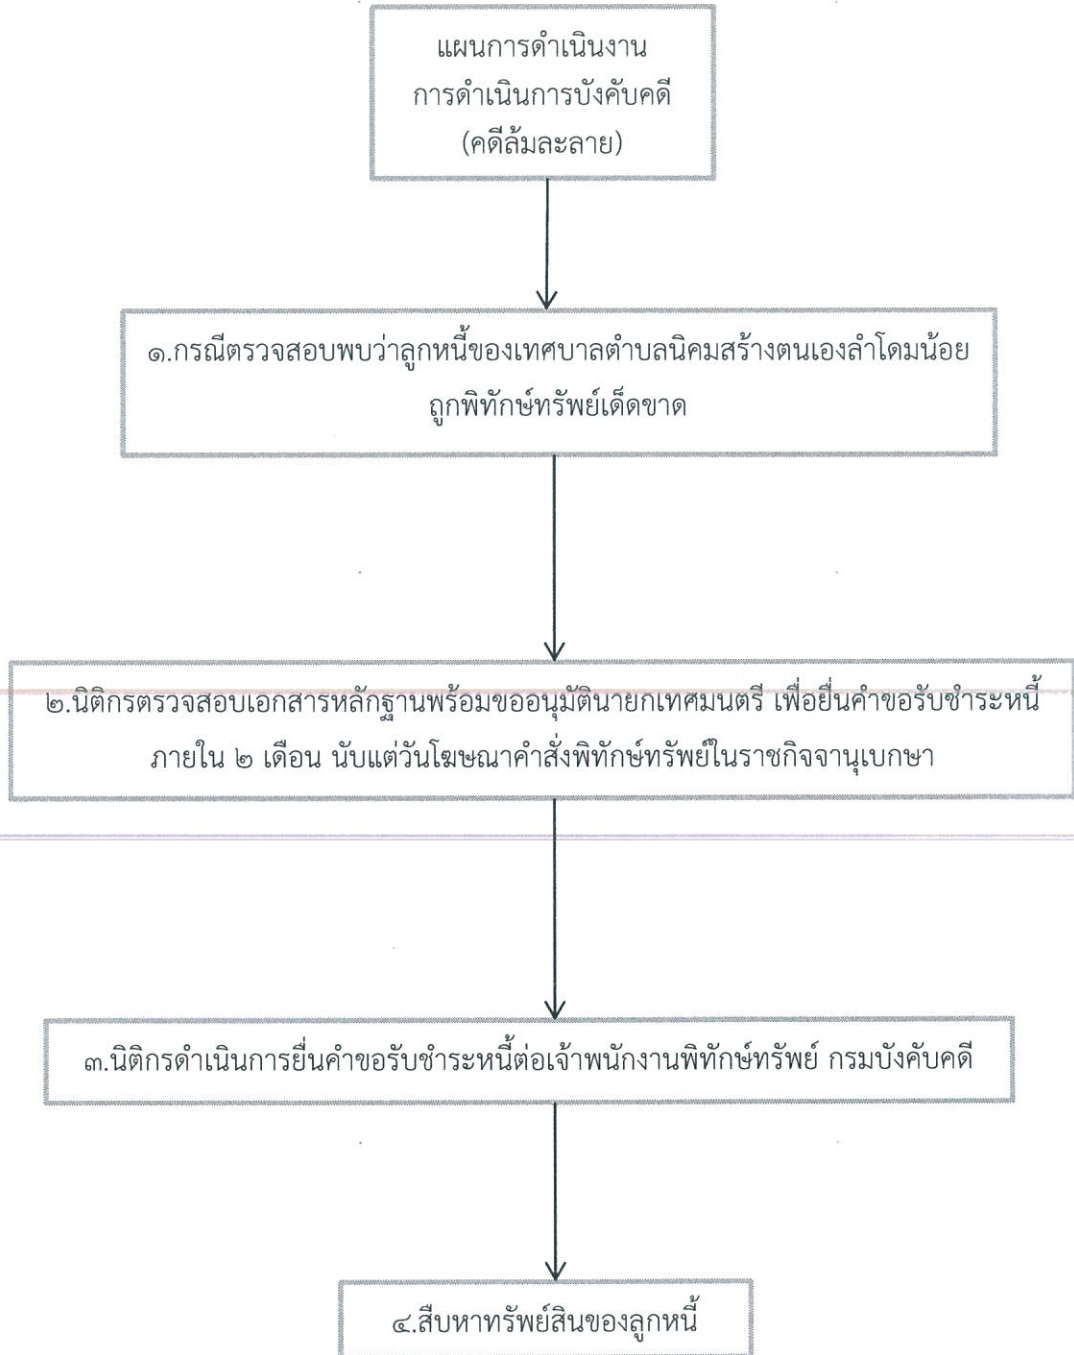 แผนการดำเนินงาน
การดำเนินการบังคับคดี
(คดีล้มละลาย)
๑.กรณีตรวจสอบพบว่าลูกหนี้ของเทศบาลตำบลนิคมสร้างตนเองลำโดมน้อย
ถูกพิทักษ์ทรัพย์เด็ดขาด
๒.นิติกรตรวจสอบเอกสารหลักฐานพร้อมขออนุมัตินายกเทศมนตรี เพื่อยื่นคำขอรับชำระหนี้
ภายใน ๒ เดือน นับแต่วันโฆษณาคำสั่งพิทักษ์ทรัพย์ในราชกิจจานุเบกษา
๓.นิติกรดำเนินการยื่นคำขอรับชำระหนี้ต่อเจ้าพนักงานพิทักษ์ทรัพย์ กรมบังคับคดี
๔.สืบหาทรัพย์สินของลูกหนี้